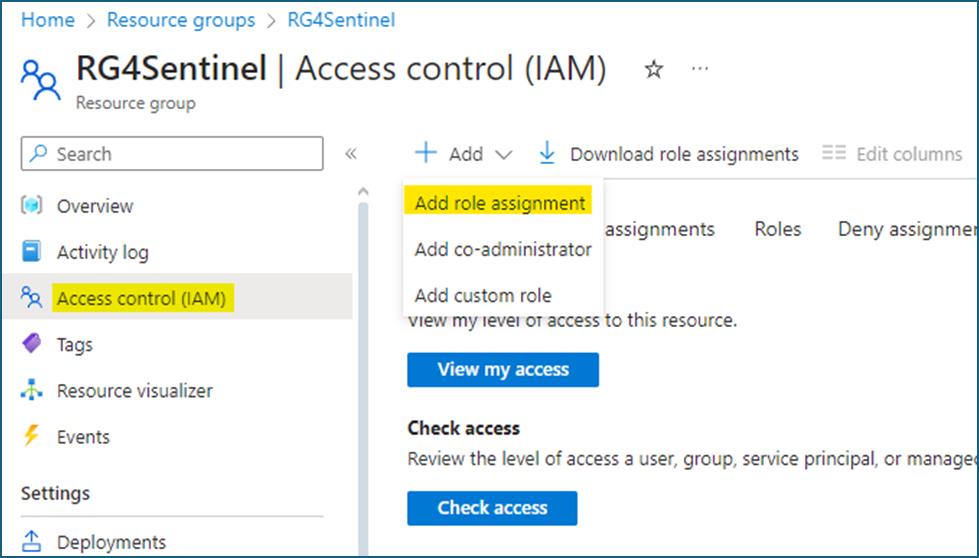 Home > Resource groups > RG4Sentinel
RG4Sentinel | Access control (IAM)
Resource group
Search
Overview
Activity log
Access control (IAM)
Tags
Resource visualizer
Events
Settings
Deployments
Add
Download role assignments
Edit columns
Add role assignment
Add co-administrator
Add custom role
assignments Roles Deny assignmen
View my level of access to this resource.
View my access
Check access
Review the level of access a user, group, service principal, or manage
Check access